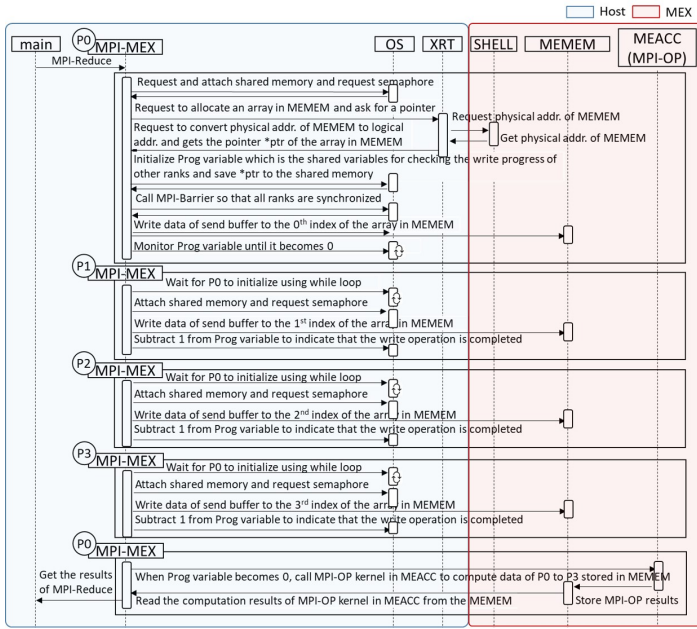 Host
MEX
main
P0
MPI-MEX
OS
XRT
SHELL
MEMEM
MEACC
(MPI-OP)
MPI-Reduce
Request and attach shared memory and request semaphore
Request to allocate an array in MEMEM and ask for a pointer
Request physical addr. of MEMEM
Request to convert physical addr. of MEMEM to logical
addr. and gets the pointer *ptr of the array in MEMEM
Get physical addr. of MEMEM
Initialize Prog variable which is the shared variables for checking the write progress of
other ranks and save *ptr to the shared memory
Call MPI-Barrier so that all ranks are synchronized
Write data of send buffer to the 0th index of the array in MEMEM
Monitor Prog variable until it becomes 0
P1
MPI-MEX
Wait for P0 to initialize using while loop
Attach shared memory and request semaphore
Write data of send buffer to the 1st index of the array in MEMEM
Subtract 1 from Prog variable to indicate that the write operation is completed
P2
MPI-MEX
Wait for P0 to initialize using while loop
Attach shared memory and request semaphore
Write data of send buffer to the 2nd index of the array in MEMEM
Subtract 1 from Prog variable to indicate that the write operation is completed
P3
MPI-MEX
Wait for P0 to initialize using while loop
Attach shared memory and request semaphore
Write data of send buffer to the 3rd index of the array in MEMEM
Subtract 1 from Prog variable to indicate that the write operation is completed
P0
MPI-MEX
Get the results
of MPI-Reduce
When Prog variable becomes 0, call MPI-OP kernel in MEACC to compute data of P0 to P3 stored in MEMEM
Read the computation results of MPI-OP kernel in MEACC from the MEMEM
Store MPI-OP results